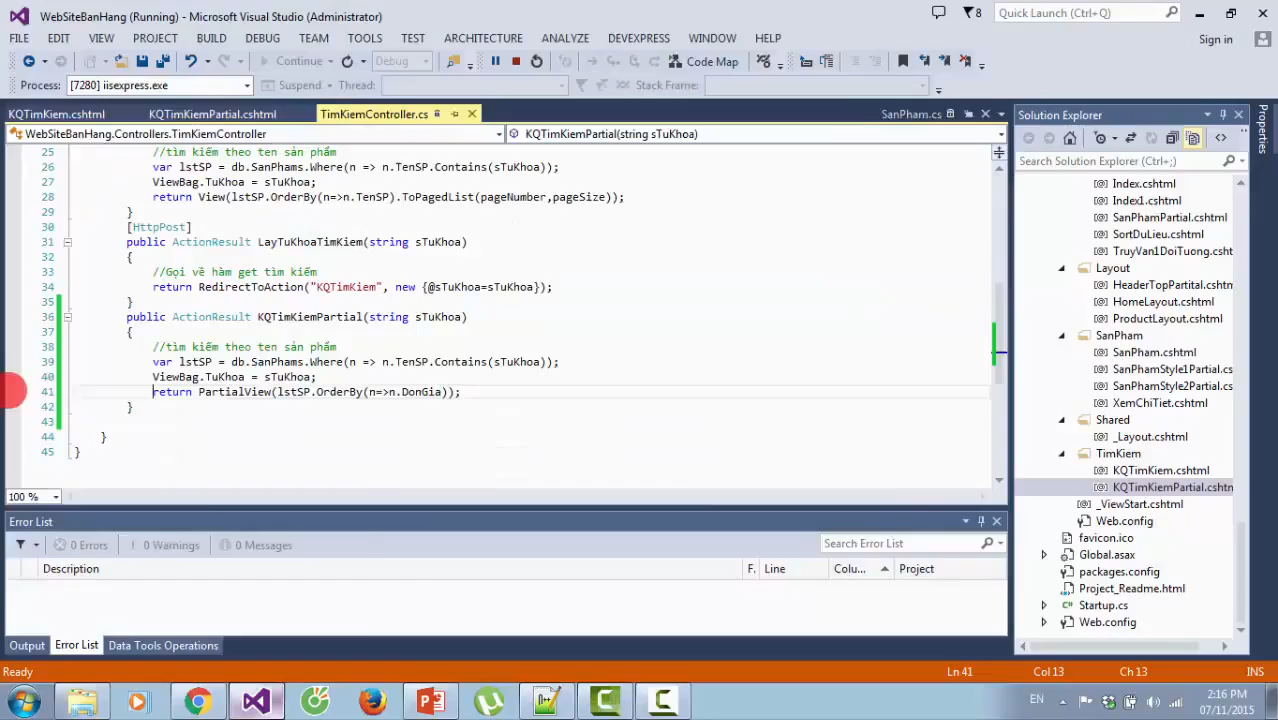 WebSiteBanHang (Running) - Microsoft Visual Studio (Administrator)
8
Quick Launch (Ctrl+Q)
FILE EDIT VIEW PROJECT BUILD DEBUG TEAM TOOLS TEST ARCHITECTURE ANALYZE DEVEXPRESS WINDOW HELP
Sign in
Continue Debug Code Map
Process: [7280] iisexpress.exe Suspend Thread: Stack Frame:
KQTimKiem.cshtml KQTimKiemPartial.cshtml TimKiemController.cs SanPham.cs
WebSiteBanHang.Controllers.TimKiemController KQTimKiemPartial(string sTuKhoa)
25 //tìm kiếm theo ten sản phẩm
26 var lstSP = db.SanPhams.Where(n => n.TenSP.Contains(sTuKhoa));
27 ViewBag.TuKhoa = sTuKhoa;
28 return View(lstSP.OrderBy(n=>n.TenSP).ToPagedList(pageNumber,pageSize));
29 }
30 [HttpPost]
31 public ActionResult LayTuKhoaTimKiem(string sTuKhoa)
32 {
33 //Gọi về hàm get tìm kiếm
34 return RedirectToAction("KQTimKiem", new {@sTuKhoa=sTuKhoa});
35 }
36 public ActionResult KQTimKiemPartial(string sTuKhoa)
37 {
38 //tìm kiếm theo ten sản phẩm
39 var lstSP = db.SanPhams.Where(n => n.TenSP.Contains(sTuKhoa));
40 ViewBag.TuKhoa = sTuKhoa;
41 return PartialView(lstSP.OrderBy(n=>n.DonGia));
42 }
43
44 }
45 }
100 %
Error List
0 Errors 0 Warnings 0 Messages
Search Error List
Description F. Line Colu... Project
Output Error List Data Tools Operations
Solution Explorer
Search Solution Explorer (Ctrl+;)
Index.cshtml
Index1.cshtml
SanPhamPartial.cshtml
SortDuLieu.cshtml
TruyVan1DoiTuong.csht
Layout
HeaderTopPartital.cshtml
HomeLayout.cshtml
ProductLayout.cshtml
SanPham
SanPham.cshtml
SanPhamStyle1Partial.csh
SanPhamStyle2Partial.csh
XemChiTiet.cshtml
Shared
_Layout.cshtml
TimKiem
KQTimKiem.cshtml
KQTimKiemPartial.cshtm
_ViewStart.cshtml
Web.config
favicon.ico
Global.asax
packages.config
Project_Readme.html
Startup.cs
Web.config
Properties
Ready Ln 41 Col 13 Ch 13 INS
EN
2:16 PM
07/11/2015